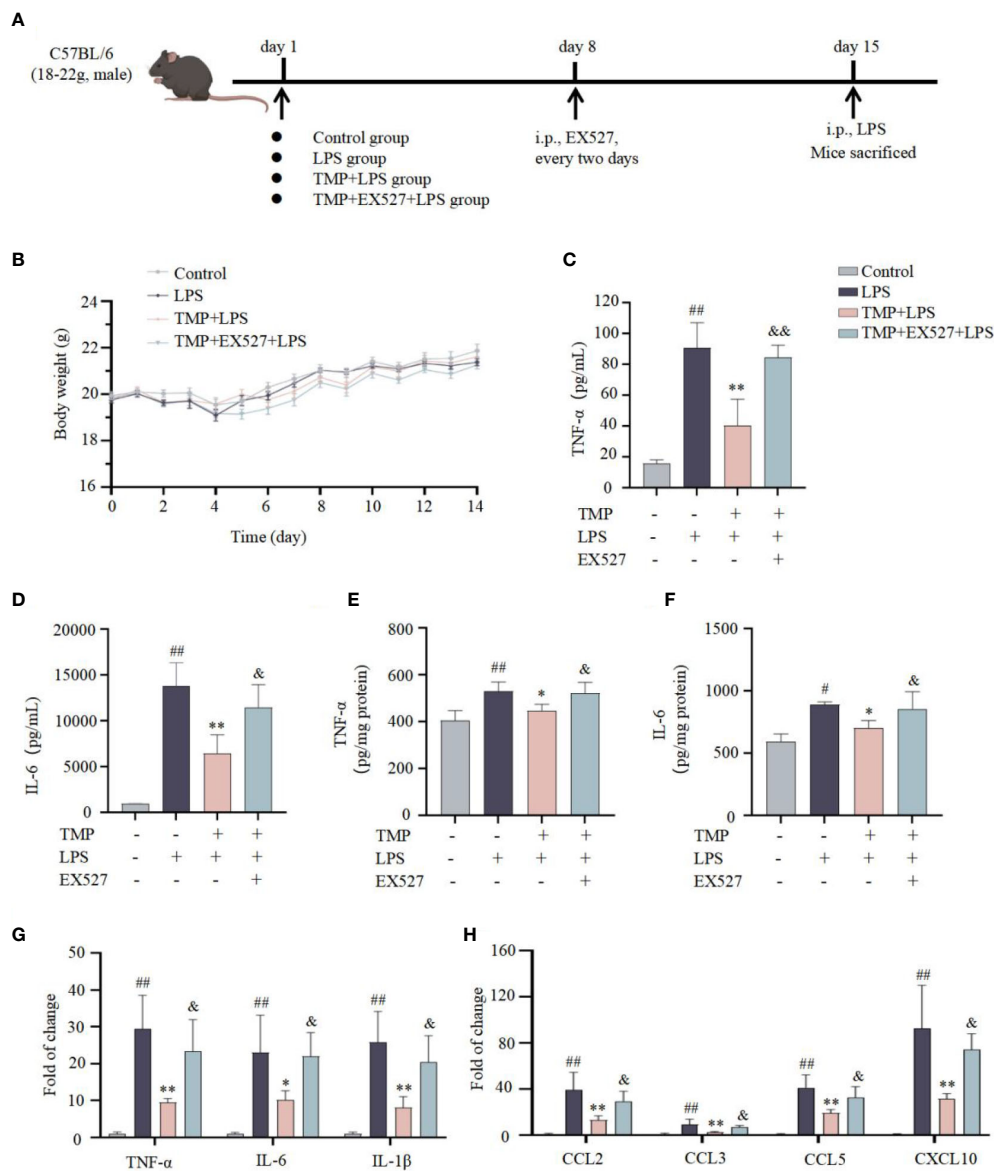 A
C57BL/6
(18-22g, male)
day 1
day 8
day 15
Control group
LPS group
TMP+LPS group
TMP+EX527+LPS group
i.p., EX527,
every two days
i.p., LPS
Mice sacrificed
B
Control
LPS
TMP+LPS
TMP+EX527+LPS
Body weight (g)
24
22
20
18
16
0 2 4 6 8 10 12 14
Time (day)
C
Control
LPS
TMP+LPS
TMP+EX527+LPS
TNF-α (pg/mL)
120
100
80
60
40
20
0
## ** &&
TMP - - + +
LPS - + + +
EX527 - - - +
D
IL-6 (pg/mL)
20000
15000
10000
5000
0
## ** &
TMP - - + +
LPS - + + +
EX527 - - - +
E
TNF-α
(pg/mg protein)
800
600
400
200
0
## * &
TMP - - + +
LPS - + + +
EX527 - - - +
F
IL-6
(pg/mg protein)
1500
1000
500
0
# * &
TMP - - + +
LPS - + + +
EX527 - - - +
G
Fold of change
50
40
30
20
10
0
## ** & ## * & ## ** &
TNF-α IL-6 IL-1β
H
Fold of change
160
120
80
40
0
## ** & ## ** & ## ** & ## ** &
CCL2 CCL3 CCL5 CXCL10